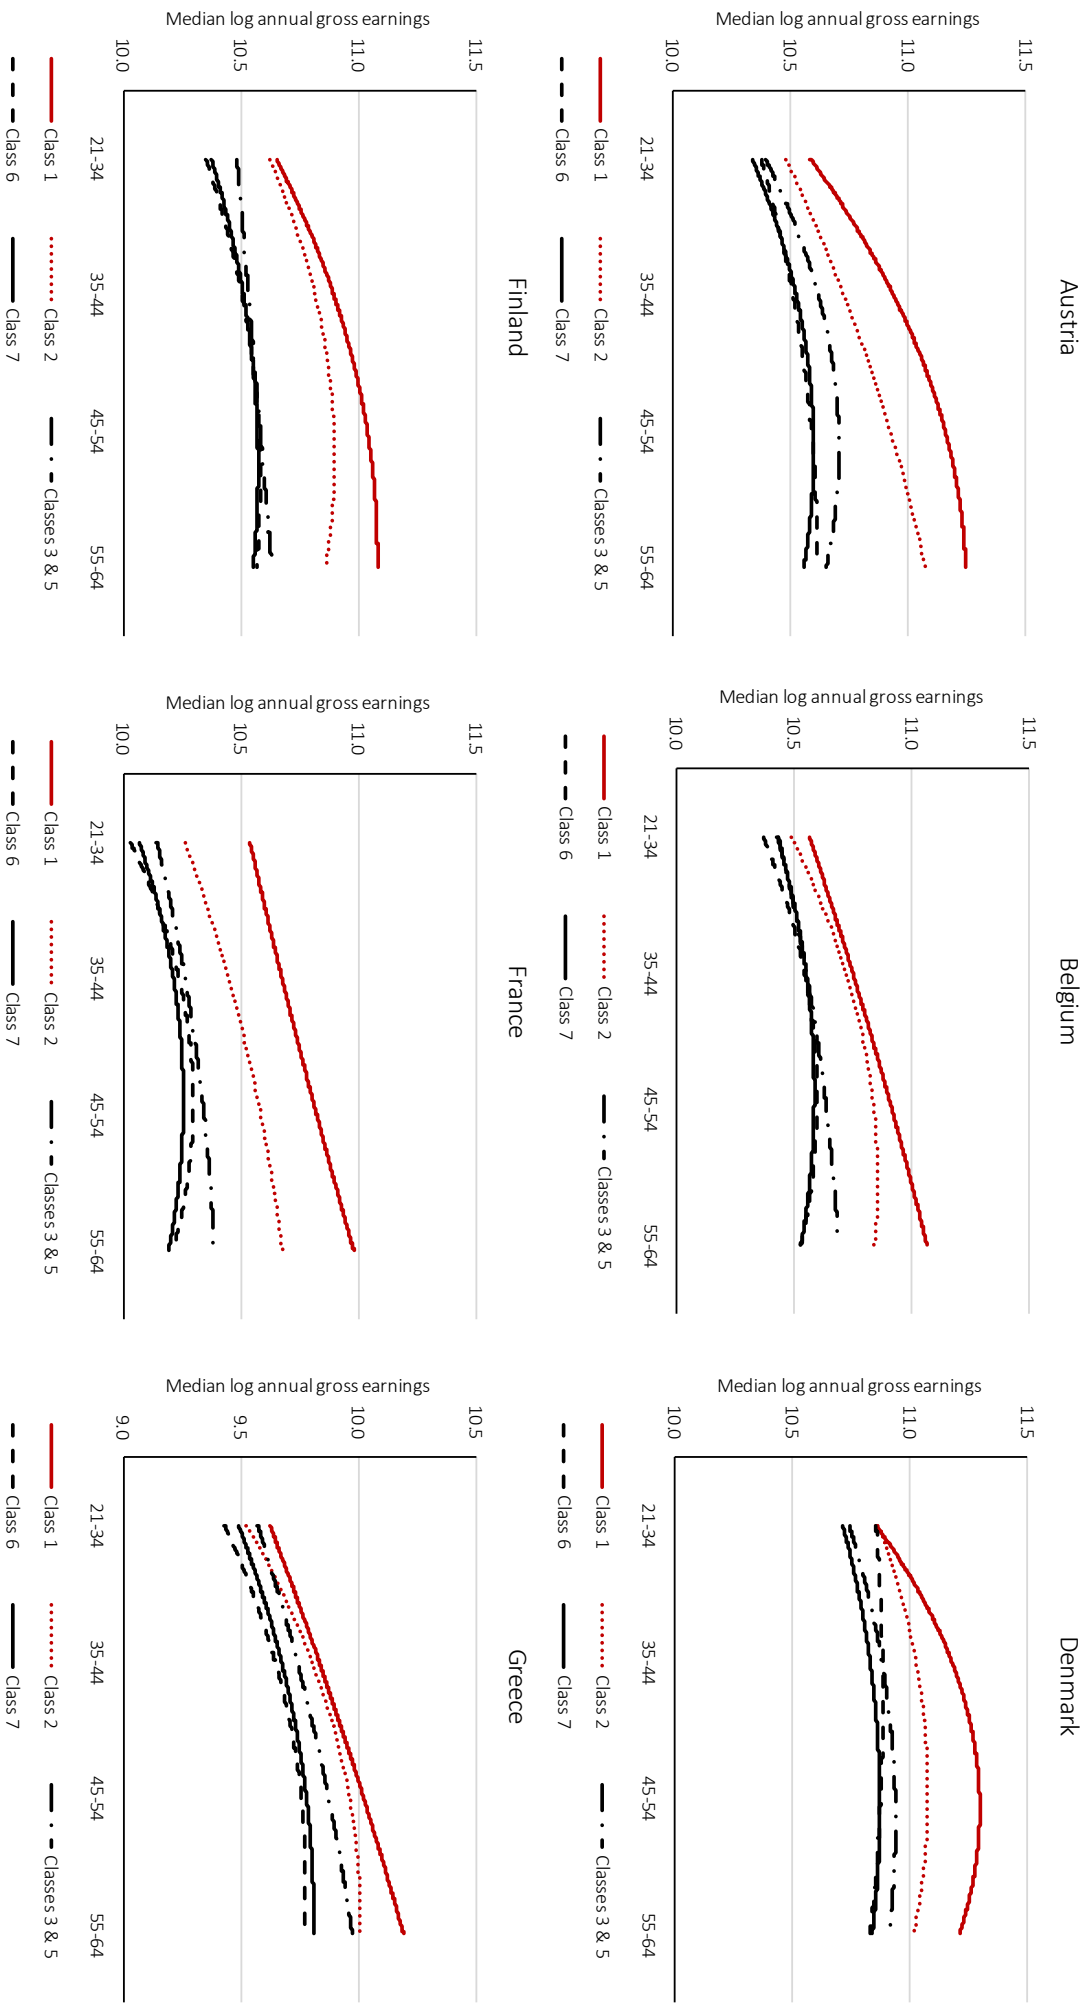 Austria
Median log annual gross earnings
11.5
11.0
10.5
10.0
21-34 35-44 45-54 55-64
Class 1 Class 2 Classes 3 & 5
Class 6 Class 7
Belgium
Median log annual gross earnings
11.5
11.0
10.5
10.0
21-34 35-44 45-54 55-64
Class 1 Class 2 Classes 3 & 5
Class 6 Class 7
Denmark
Median log annual gross earnings
11.5
11.0
10.5
10.0
21-34 35-44 45-54 55-64
Class 1 Class 2 Classes 3 & 5
Class 6 Class 7
Finland
Median log annual gross earnings
11.5
11.0
10.5
10.0
21-34 35-44 45-54 55-64
Class 1 Class 2 Classes 3 & 5
Class 6 Class 7
France
Median log annual gross earnings
11.5
11.0
10.5
10.0
21-34 35-44 45-54 55-64
Class 1 Class 2 Classes 3 & 5
Class 6 Class 7
Greece
Median log annual gross earnings
10.5
10.0
9.5
9.0
21-34 35-44 45-54 55-64
Class 1 Class 2 Classes 3 & 5
Class 6 Class 7